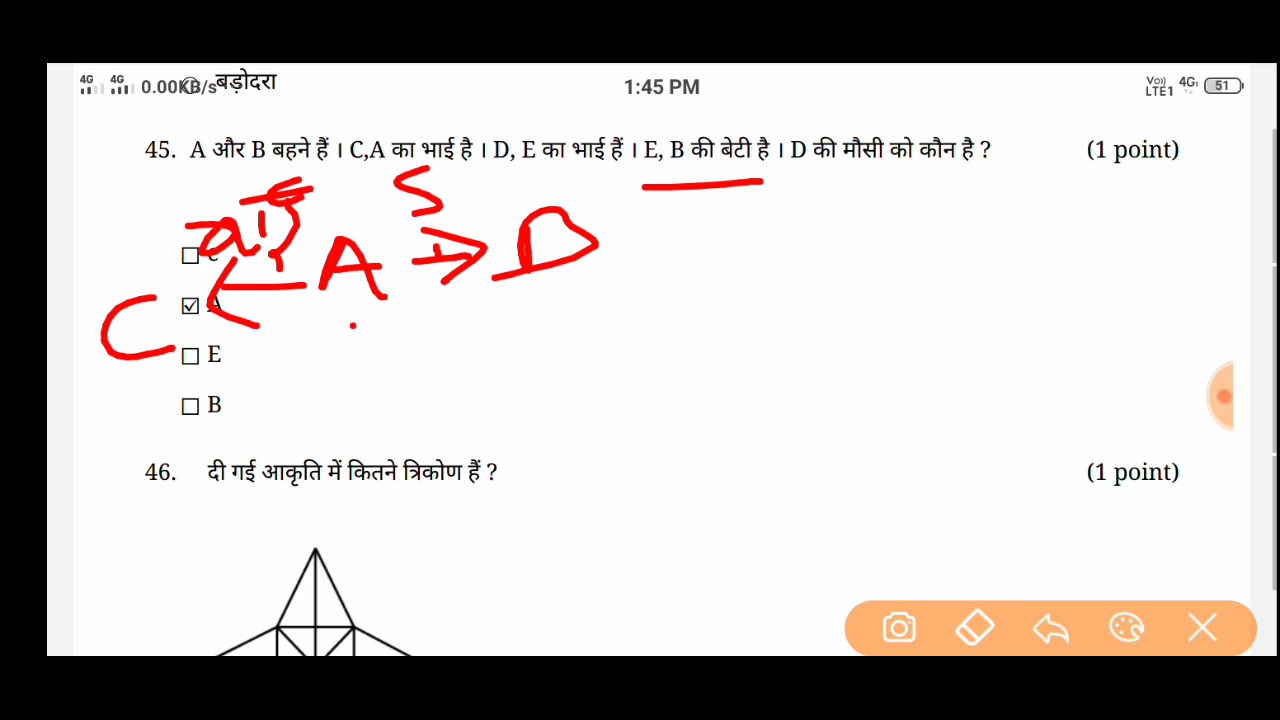 4G 4G 0.00KB/s बड़ोदरा 1:45 PM Vo)) LTE1 4G 51
45. A और B बहने हैं । C,A का भाई है । D, E का भाई हैं । E, B की बेटी है । D की मौसी को कौन है ? (1 point)
S
भाई
A D
c
A
C
E
B
46. दी गई आकृति में कितने त्रिकोण हैं ? (1 point)